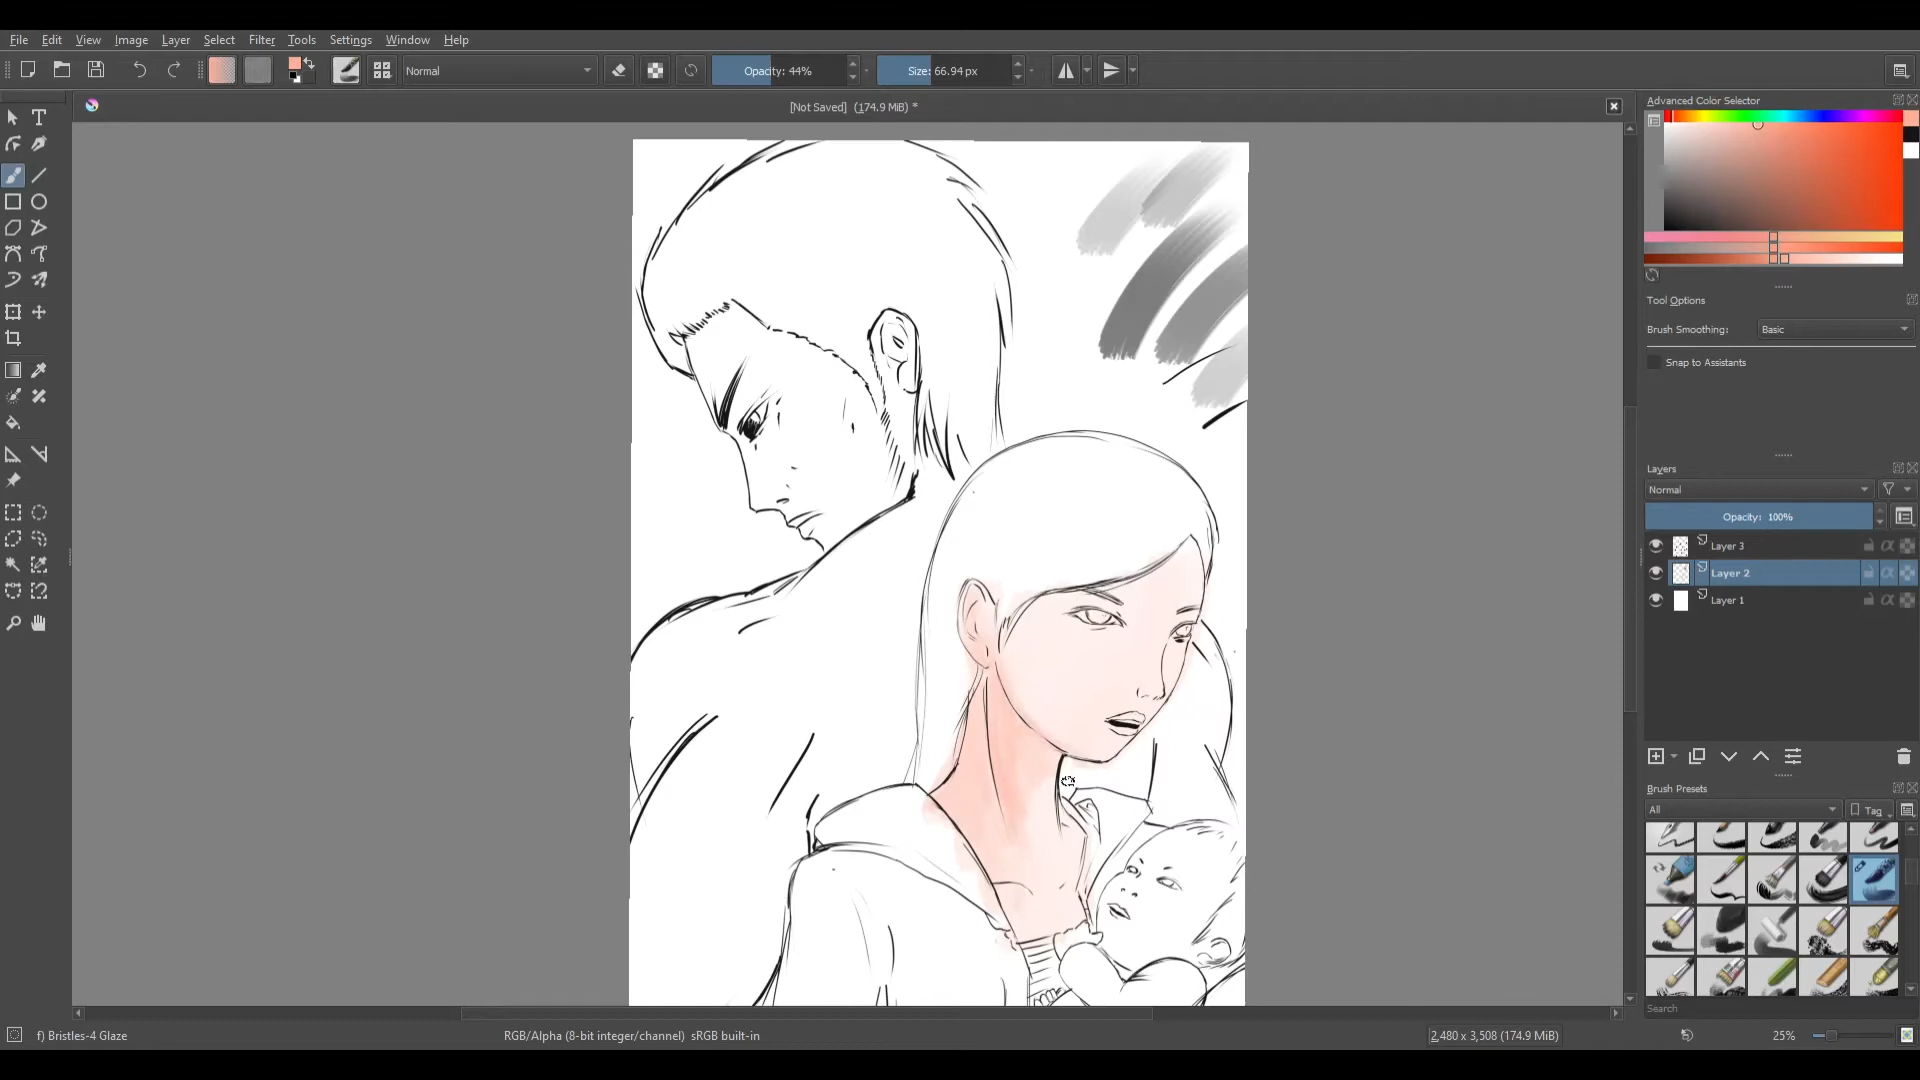 File Edit View Image Layer Select Filter Tools Settings Window Help
Normal
Opacity: 44%
Size: 66.94 px
[Not Saved] (174.9 MiB) *
Advanced Color Selector
Tool Options
Brush Smoothing: Basic
Snap to Assistants
Layers
Normal
Opacity: 100%
Layer 3
Layer 2
Layer 1
Brush Presets
All
Tag
Search
f) Bristles-4 Glaze
RGB/Alpha (8-bit integer/channel) sRGB built-in
2,480 x 3,508 (174.9 MiB)
25%